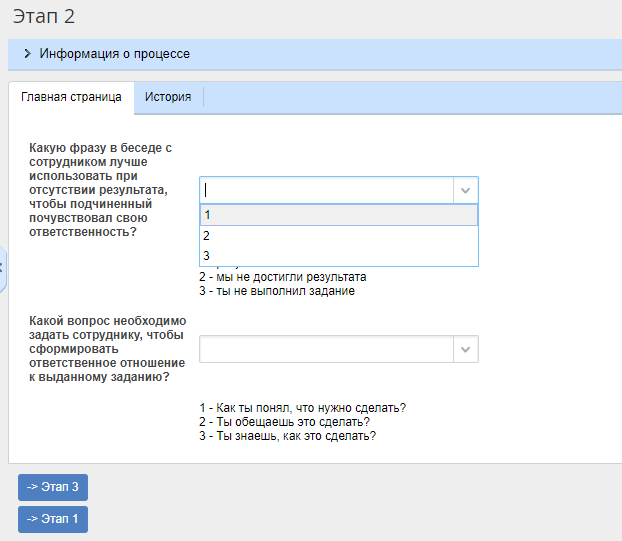 Этап 2
Информация о процессе
Главная страница
История
Какую фразу в беседе с
сотрудником лучше
использовать при
отсутствии результата,
чтобы подчиненный
почувствовал свою
ответственность?
1
2
3
2 - мы не достигли результата
3 - ты не выполнил задание
Какой вопрос необходимо
задать сотруднику, чтобы
сформировать
ответственное отношение
к выданному заданию?
1 - Как ты понял, что нужно сделать?
2 - Ты обещаешь это сделать?
3 - Ты знаешь, как это сделать?
-> Этап 3
-> Этап 1